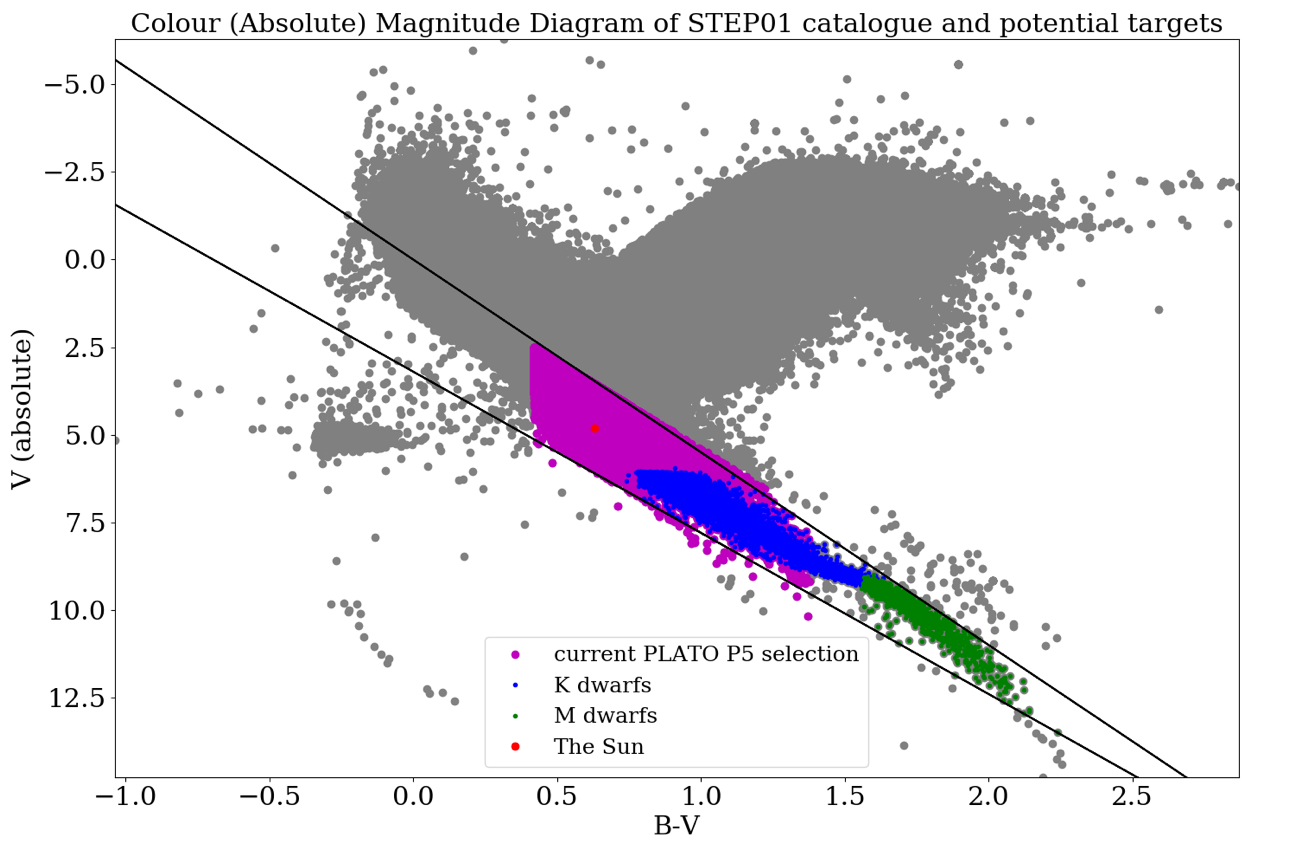 Colour (Absolute) Magnitude Diagram of STEP01 catalogue and potential targets
−5.0
−2.5
0.0
2.5
5.0
7.5
10.0
12.5
V (absolute)
current PLATO P5 selection
K dwarfs
M dwarfs
The Sun
−1.0 −0.5 0.0 0.5 1.0 1.5 2.0 2.5
B-V